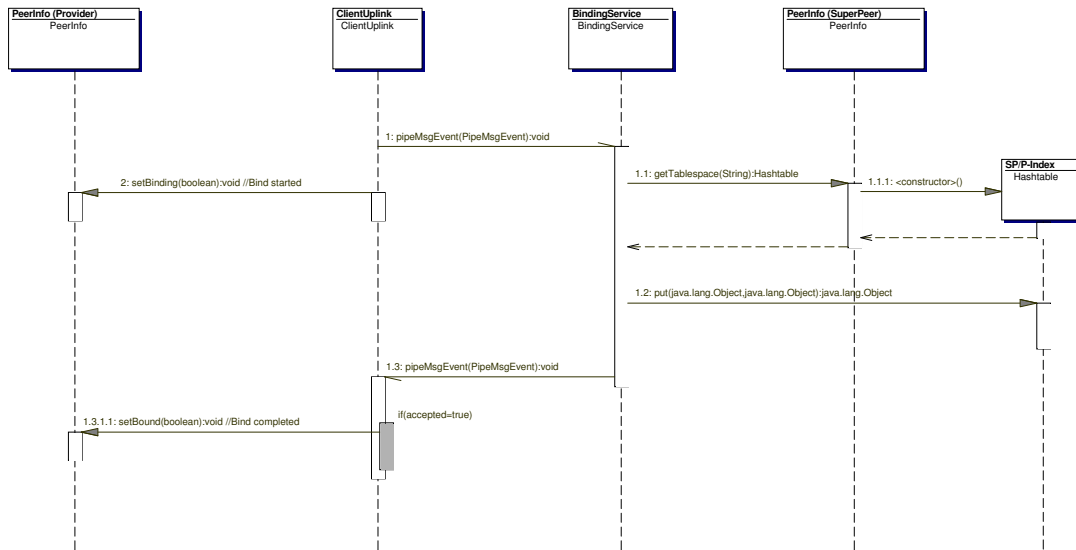 PeerInfo (Provider)
PeerInfo
ClientUplink
ClientUplink
BindingService
BindingService
PeerInfo (SuperPeer)
PeerInfo
1: pipeMsgEvent(PipeMsgEvent):void
SP/P-Index
Hashtable
1.1: getTablespace(String):Hashtable
1.1.1: <constructor>()
2: setBinding(boolean):void //Bind started
1.2: put(java.lang.Object,java.lang.Object):java.lang.Object
1.3: pipeMsgEvent(PipeMsgEvent):void
if(accepted=true)
1.3.1.1: setBound(boolean):void //Bind completed